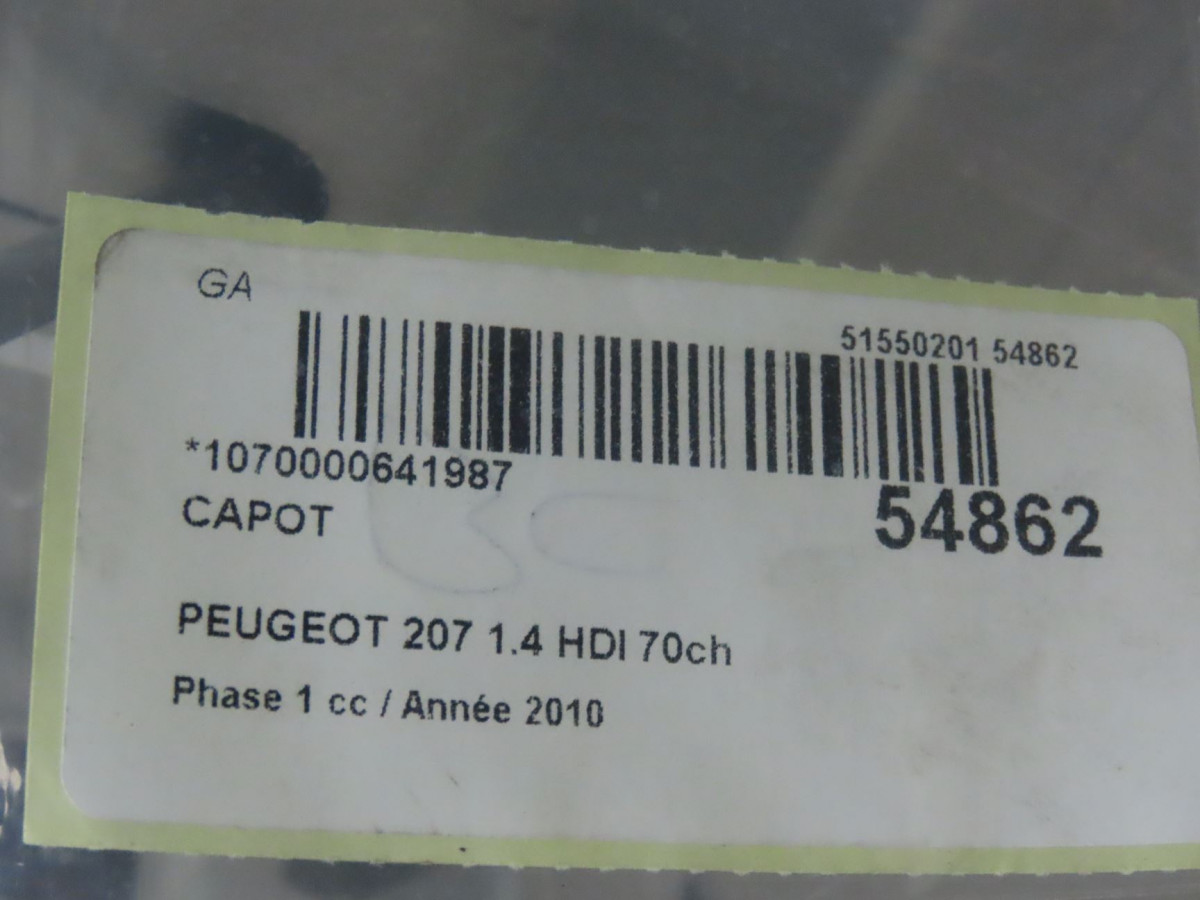 GA
51550201 54862
*1070000641987
54862
CAPOT
PEUGEOT 207 1.4 HDI 70ch
Phase 1 cc / Année 2010